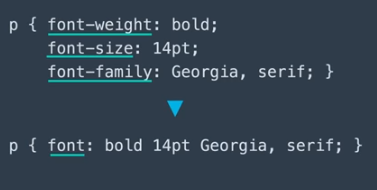 p { font-weight: bold;
font-size: 14pt;
font-family: Georgia, serif; }
p { font: bold 14pt Georgia, serif; }